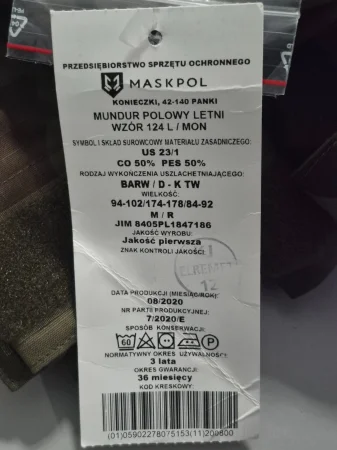 PRZEDSIĘBIORSTWO SPRZĘTU OCHRONNEGO
MASKPOL
KONIECZKI, 42-140 PANKI
MUNDUR POLOWY LETNI
WZÓR 124 L / MON
SYMBOL I SKŁAD SUROWCOWY MATERIAŁU ZASADNICZEGO:
US 23/1
CO 50% PES 50%
RODZAJ WYKOŃCZENIA USZLACHETNIAJĄCEGO:
BARW / D - K TW
WIELKOŚĆ:
94-102/174-178/84-92
M / R
JIM 8405PL1847186
JAKOŚĆ WYROBU:
Jakość pierwsza
ZNAK KONTROLI JAKOŚCI:
12
DATA PRODUKCJI (MIESIĄC/ROK):
08/2020
NR PARTII PRODUKCYJNEJ:
7/2020/E
SPOSÓB KONSERWACJI:
60
NORMATYWNY OKRES UŻYWALNOŚCI:
3 lata
OKRES GWARANCJI:
36 miesięcy
KOD KRESKOWY:
(01)05902278075153(11)200800